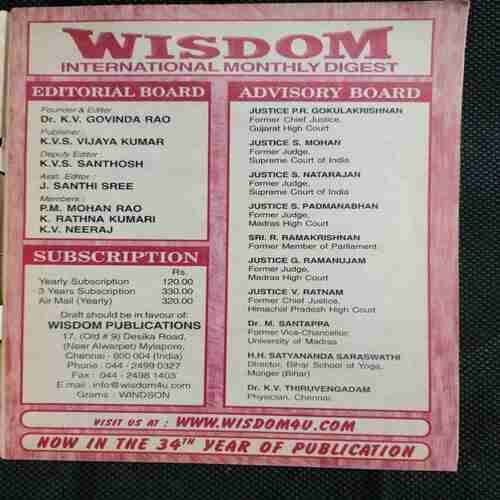 WISDOM
INTERNATIONAL MONTHLY DIGEST
EDITORIAL BOARD
Founder & Editor :
Dr. K.V. GOVINDA RAO
Publisher :
K.V.S. VIJAYA KUMAR
Deputy Editor :
K.V.S. SANTHOSH
Asst. Editor :
J. SANTHI SREE
Members :
P.M. MOHAN RAO
K. RATHNA KUMARI
K.V. NEERAJ
SUBSCRIPTION
Rs.
Yearly Subscription 120.00
3 Years Subscription 330.00
Air Mail (Yearly) 320.00
Draft should be in favour of:
WISDOM PUBLICATIONS
17, (Old # 9) Desika Road,
(Near Alwarpet) Mylapore,
Chennai - 600 004 (India)
Phone : 044 - 2499 0327
Fax : 044 - 2498 1403
E.mail : info@wisdom4u.com
Grams : WINDSON
ADVISORY BOARD
JUSTICE P.R. GOKULAKRISHNAN
Former Chief Justice,
Gujarat High Court
JUSTICE S. MOHAN
Former Judge,
Supreme Court of India
JUSTICE S. NATARAJAN
Former Judge,
Supreme Court of India
JUSTICE S. PADMANABHAN
Former Judge,
Madras High Court
SRI. R. RAMAKRISHNAN
Former Member of Parliament
JUSTICE G. RAMANUJAM
Former Judge,
Madras High Court
JUSTICE V. RATNAM
Former Chief Justice,
Himachal Pradesh High Court
Dr. M. SANTAPPA
Former Vice-Chancellor,
University of Madras
H.H. SATYANANDA SARASWATHI
Director, Bihar School of Yoga,
Munger (Bihar)
Dr. K.V. THIRUVENGADAM
Physician, Chennai.
VISIT US AT : WWW.WISDOM4U.COM
NOW IN THE 34TH YEAR OF PUBLICATION